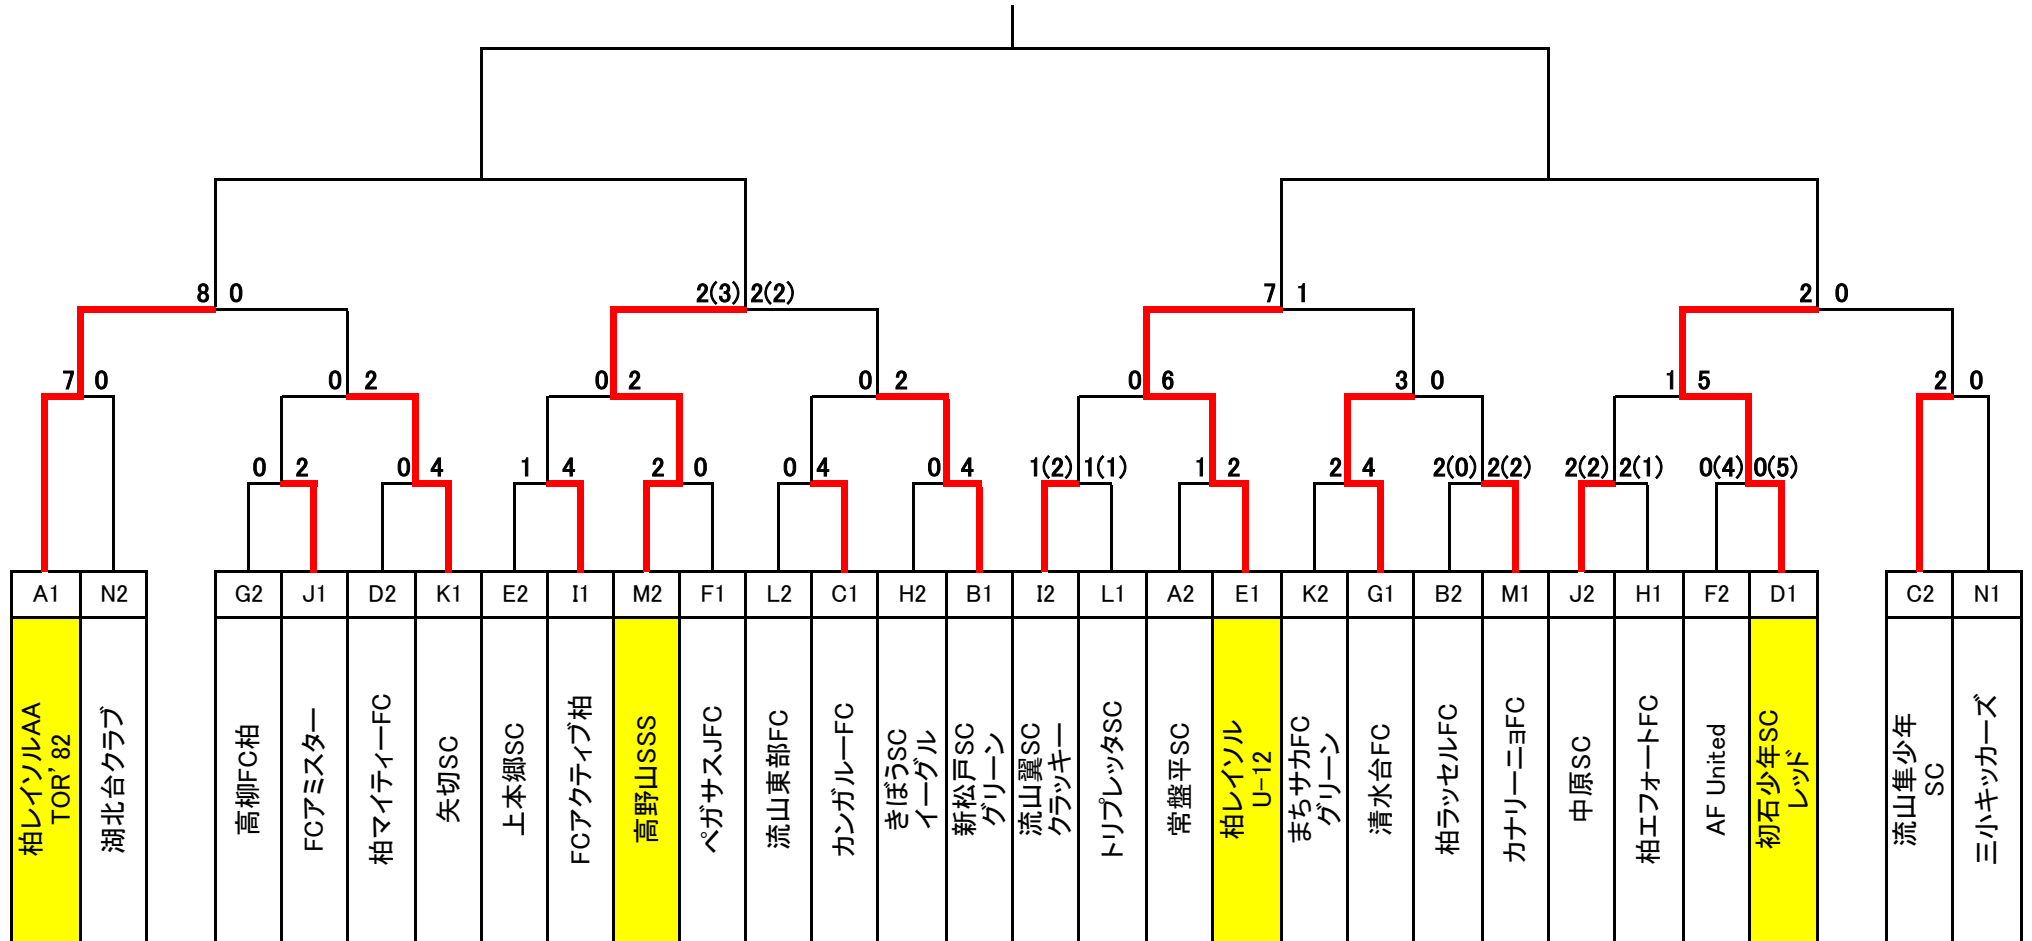 8 0 2(3) 2(2) 7 1 2 0
7 0 0 2 0 2 0 2 0 6 3 0 1 5 2 0
0 2 0 4 1 4 2 0 0 4 0 4 1(2) 1(1) 1 2 2 4 2(0) 2(2) 2(2) 2(1) 0(4) 0(5)
A1 N2 G2 J1 D2 K1 E2 I1 M2 F1 L2 C1 H2 B1 I2 L1 A2 E1 K2 G1 B2 M1 J2 H1 F2 D1 C2 N1
柏レイソルAA
TOR'82
湖北台クラブ
高柳FC柏
FCアミスター
柏マイティーFC
矢切SC
上本郷SC
FCアクティブ柏
高野山SSS
ペガサスJFC
流山東部FC
カンガルーFC
きぼうSC
イーグル
新松戸SC
グリーン
流山翼SC
クラッキー
トリプレッタSC
常盤平SC
柏レイソル
U-12
まちサカFC
グリーン
清水台FC
柏ラッセルFC
カナリーニョFC
中原SC
柏エフォートFC
AF United
初石少年SC
レッド
流山隼少年
SC
三小キッカーズ